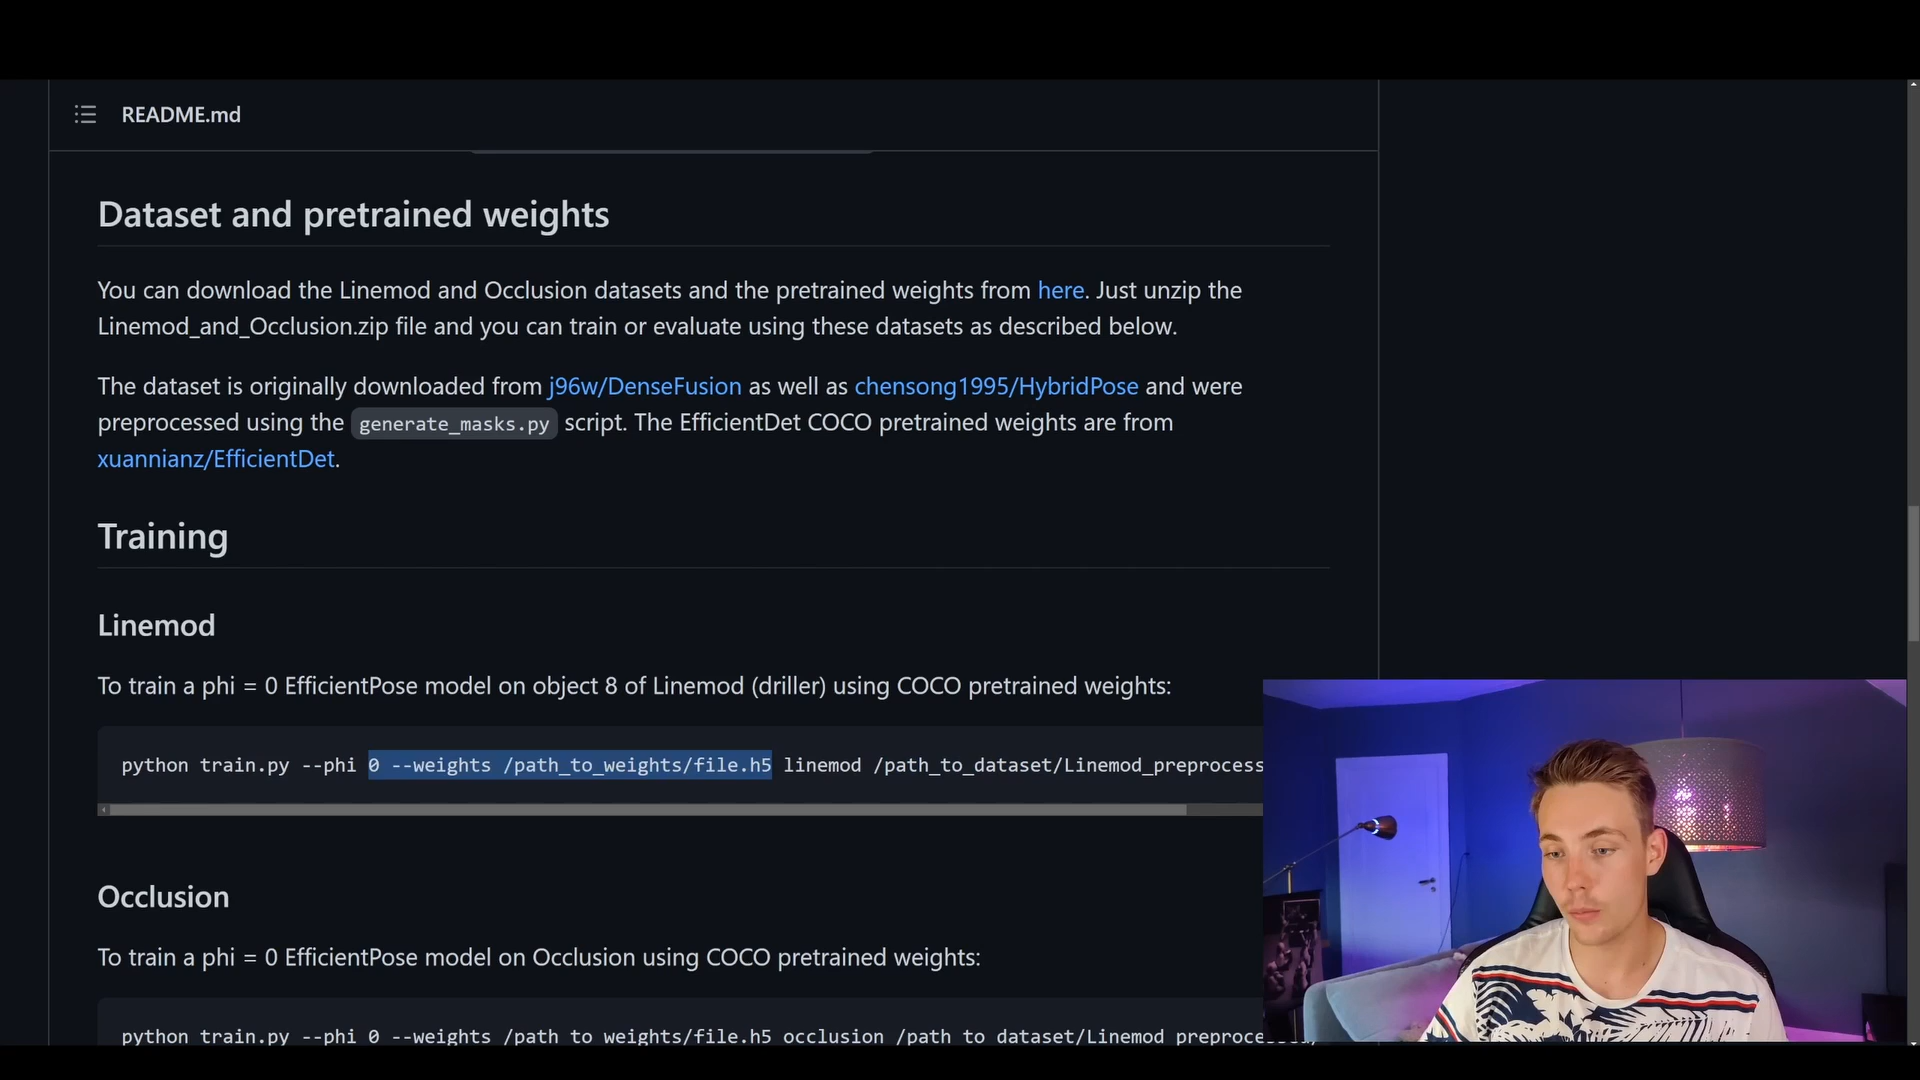 README.md
Dataset and pretrained weights
You can download the Linemod and Occlusion datasets and the pretrained weights from here. Just unzip the
Linemod_and_Occlusion.zip file and you can train or evaluate using these datasets as described below.
The dataset is originally downloaded from j96w/DenseFusion as well as chensong1995/HybridPose and were
preprocessed using the generate_masks.py script. The EfficientDet COCO pretrained weights are from
xuannianz/EfficientDet.
Training
Linemod
To train a phi = 0 EfficientPose model on object 8 of Linemod (driller) using COCO pretrained weights:
python train.py --phi 0 --weights /path_to_weights/file.h5 linemod /path_to_dataset/Linemod_preprocess
Occlusion
To train a phi = 0 EfficientPose model on Occlusion using COCO pretrained weights:
python train.py --phi 0 --weights /path_to_weights/file.h5 occlusion /path_to_dataset/Linemod_preprocessed/